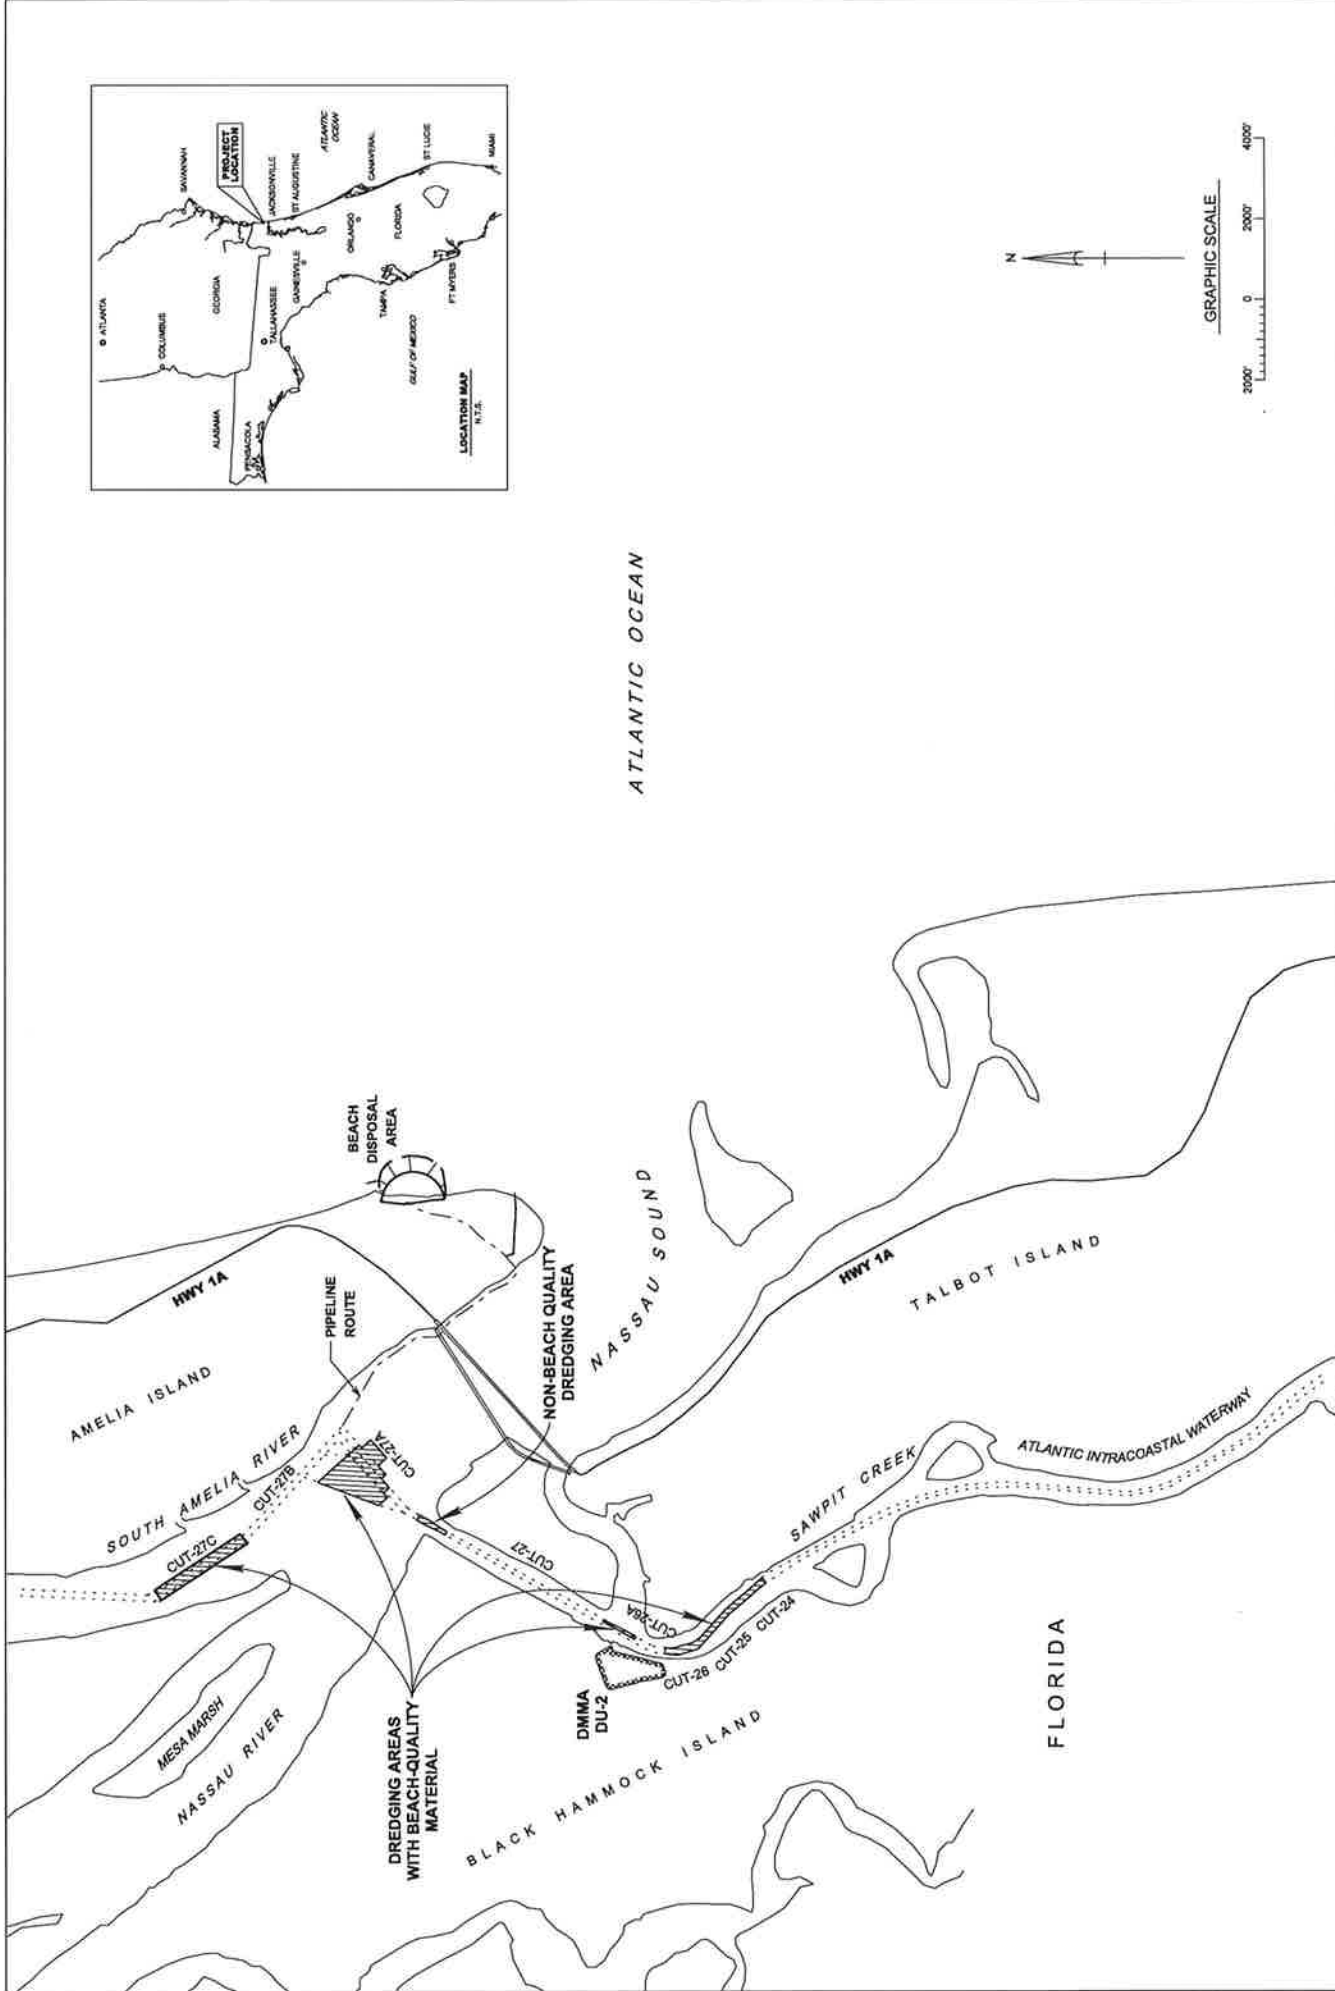 ATLANTA
COLUMBUS
SAVANNAH
GEORGIA
ALABAMA
PROJECT
LOCATION
PENSACOLA
TALLAHASSEE
JACKSONVILLE
ST AUGUSTINE
GAINESVILLE
ATLANTIC
OCEAN
ORLANGO
CANAVERAL
TAMPA
FLORIDA
GULF OF MEXICO
FT MYERS
ST LUCIE
MIAMI
LOCATION MAP
N.T.S.
AMELIA ISLAND
HWY 1A
SOUTH AMELIA RIVER
CUT-27C
CUT-27B
PIPELINE
ROUTE
BEACH
DISPOSAL
AREA
MESA MARSH
NASSAU RIVER
CUT-27A
DREDGING AREAS
WITH BEACH-QUALITY
MATERIAL
NON-BEACH QUALITY
DREDGING AREA
CUT-27
NASSAU SOUND
ATLANTIC OCEAN
DMMA
DU-2
CUT-26A
CUT-26
CUT-25
CUT-24
BLACK HAMMOCK ISLAND
SAWPIT CREEK
HWY 1A
TALBOT ISLAND
ATLANTIC INTRACOASTAL WATERWAY
FLORIDA
N
GRAPHIC SCALE
2000' 0 2000' 4000'